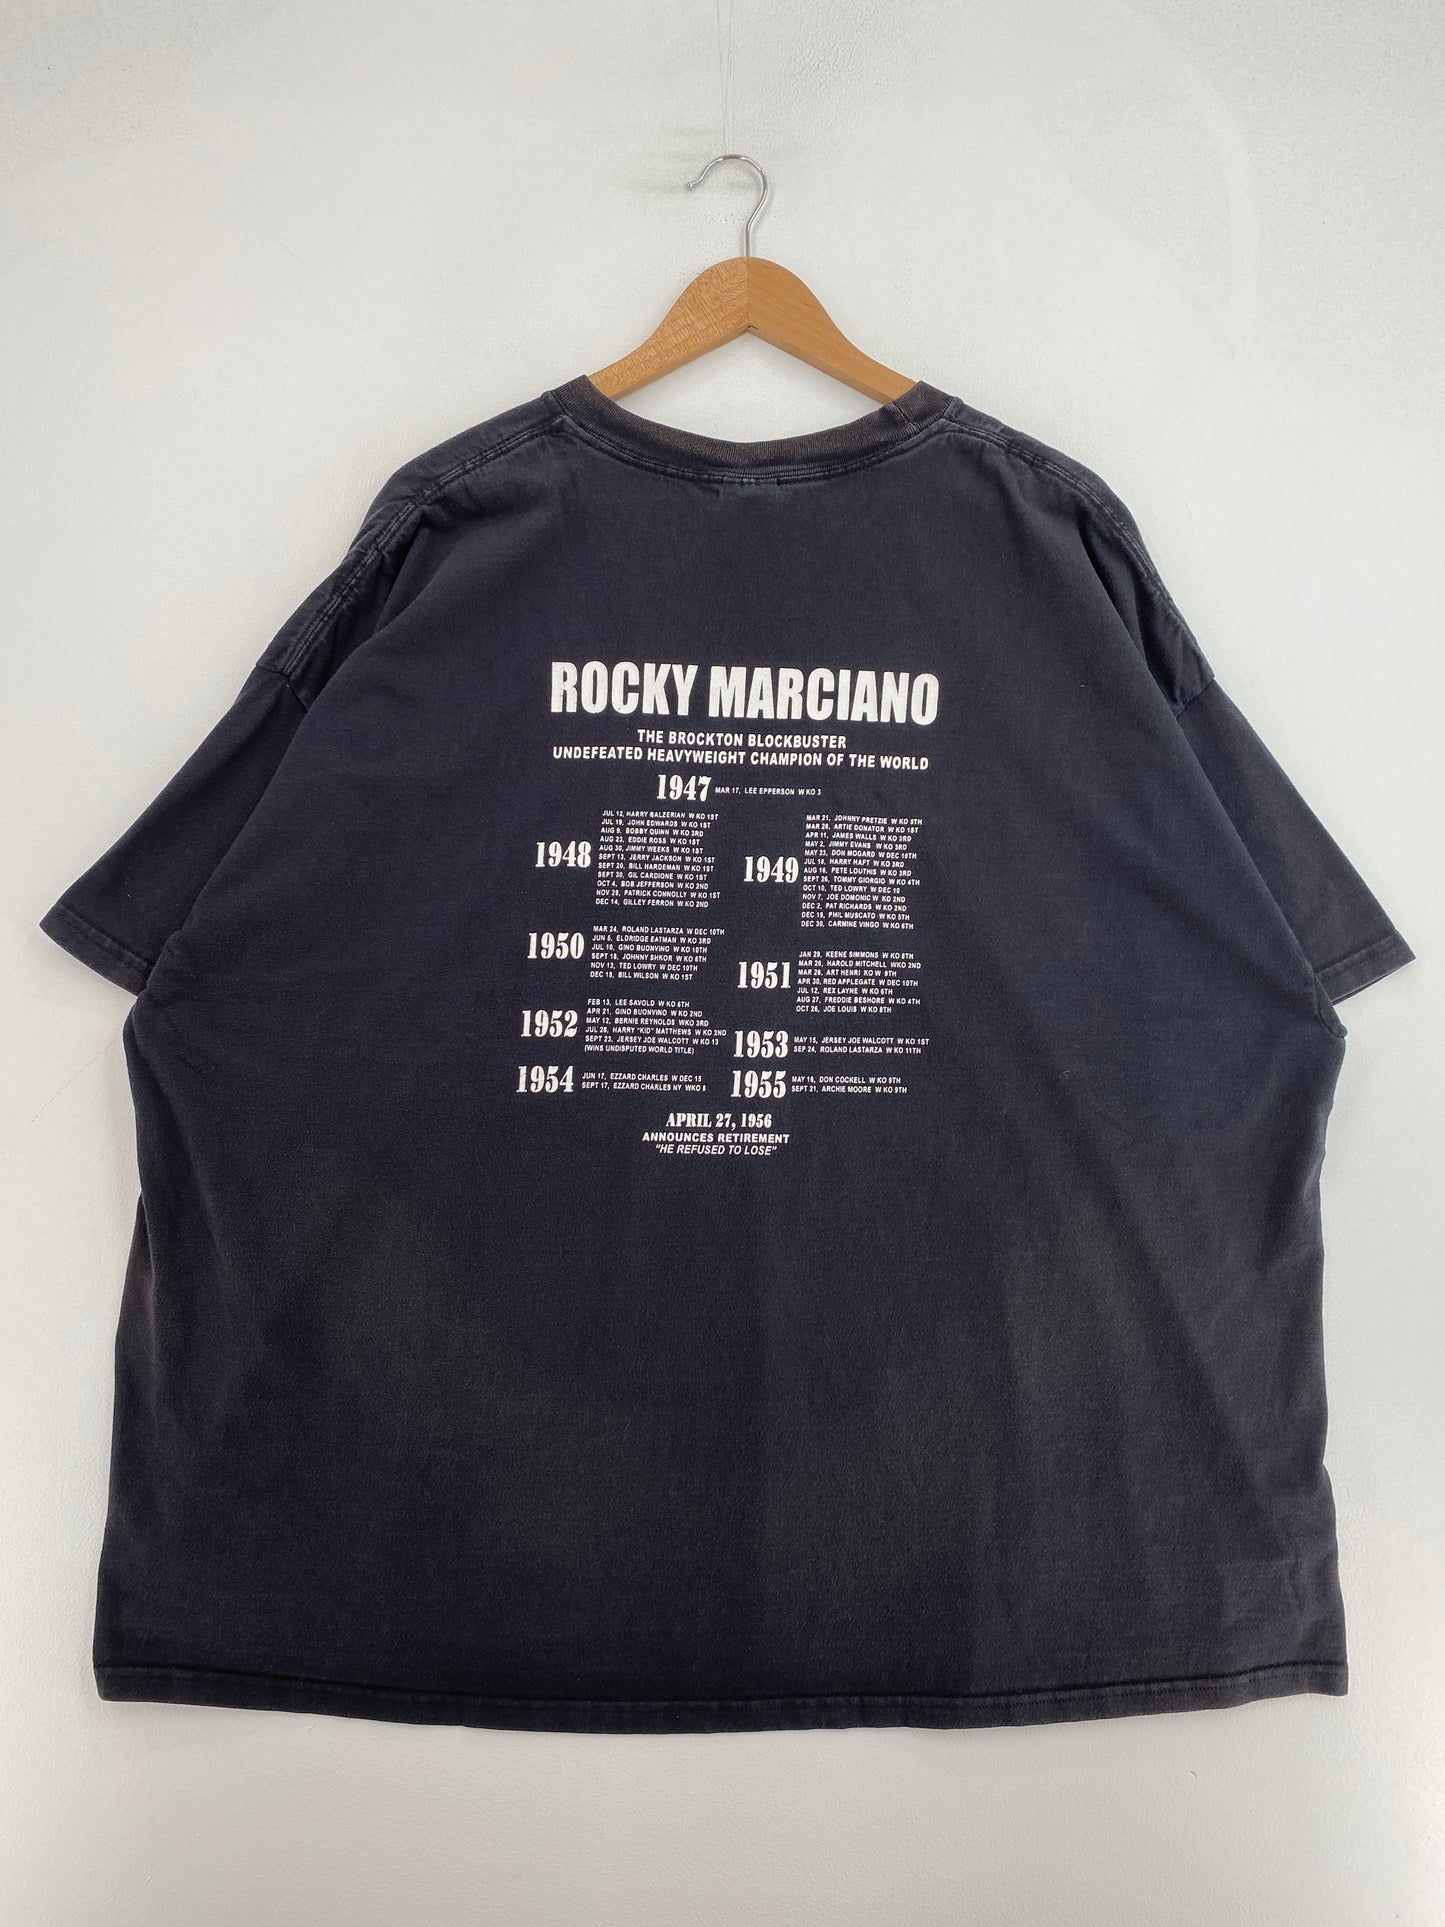 ROCKY MARCIANO
THE BROCKTON BLOCKBUSTER
UNDEFEATED HEAVYWEIGHT CHAMPION OF THE WORLD
1947 MAR 17, LEE EPPERSON W KO 3
1948
JUL 12, HARRY BALZERIAN W KO 1ST
JUL 19, JOHN EDWARDS W KO 1ST
AUG 9, BOBBY QUINN W KO 3RD
AUG 23, EDDIE ROSS W KO 1ST
AUG 30, JIMMY WEEKS W KO 1ST
SEPT 13, JERRY JACKSON W KO 1ST
SEPT 20, BILL HARDEMAN W KO 1ST
SEPT 30, GIL CARDIONE W KO 1ST
OCT 4, BOB JEFFERSON W KO 2ND
NOV 29, PATRICK CONNOLLY W KO 1ST
DEC 14, GILLEY FERRON W KO 2ND
1949
MAR 21, JOHNNY PRETZIE W KO 5TH
MAR 28, ARTIE DONATOR W KO 1ST
APR 11, JAMES WALLS W KO 3RD
MAY 2, JIMMY EVANS W KO 3RD
MAY 23, DON MOGARD W DEC 10TH
JUL 18, HARRY HAFT W KO 3RD
AUG 16, PETE LOUTHIS W KO 3RD
SEPT 26, TOMMY GIORGIO W KO 4TH
OCT 10, TED LOWRY W DEC 10
NOV 7, JOE DOMONIC W KO 2ND
DEC 2, PAT RICHARDS W KO 2ND
DEC 19, PHIL MUSCATO W KO 5TH
DEC 30, CARMINE VINGO W KO 6TH
1950
MAR 24, ROLAND LASTARZA W DEC 10TH
JUN 5, ELDRIDGE EATMAN W KO 3RD
JUL 10, GINO BUONVINO W KO 10TH
SEPT 18, JOHNNY SHKOR W KO 6TH
NOV 13, TED LOWRY W DEC 10TH
DEC 18, BILL WILSON W KO 1ST
1951
JAN 29, KEENE SIMMONS W KO 8TH
MAR 20, HAROLD MITCHELL WKO 2ND
MAR 26, ART HENRI KO W 9TH
APR 30, RED APPLEGATE W DEC 10TH
JUL 12, REX LAYNE W KO 6TH
AUG 27, FREDDIE BESHORE W KO 4TH
OCT 26, JOE LOUIS W KO 8TH
1952
FEB 13, LEE SAVOLD W KO 6TH
APR 21, GINO BUONVINO W KO 2ND
MAY 12, BERNIE REYNOLDS WKO 3RD
JUL 28, HARRY "KID" MATTHEWS W KO 2ND
SEPT 23, JERSEY JOE WALCOTT W KO 13
(WINS UNDISPUTED WORLD TITLE)
1953
MAY 15, JERSEY JOE WALCOTT W KO 1ST
SEP 24, ROLAND LASTARZA W KO 11TH
1954
JUN 17, EZZARD CHARLES W DEC 15
SEPT 17, EZZARD CHARLES NY WKO 8
1955
MAY 16, DON COCKELL W KO 9TH
SEPT 21, ARCHIE MOORE W KO 9TH
APRIL 27, 1956
ANNOUNCES RETIREMENT
"HE REFUSED TO LOSE"